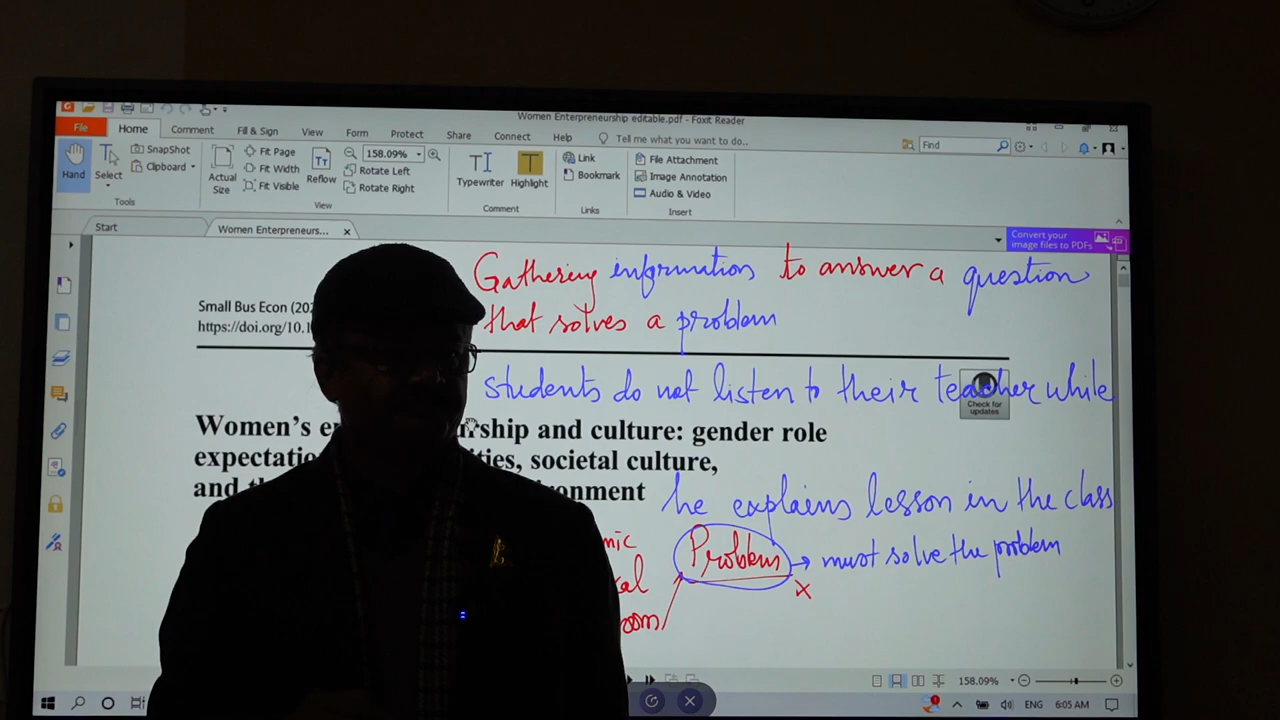 Women Enterpreneurship editable.pdf - Foxit Reader
File Home Comment Fill & Sign View Form Protect Share Connect Help Tell me what you want to do.. Find
Hand
Select
SnapShot
Clipboard
Tools
Actual Size
Fit Page
Fit Width
Fit Visible
Reflow
158.09%
Rotate Left
Rotate Right
View
Typewriter
Highlight
Comment
Link
Bookmark
Links
File Attachment
Image Annotation
Audio & Video
Insert
Start Women Enterpreneurs...
Convert your
image files to PDFs
Gathering information to answer a question
that solves a problem
Small Bus Econ
https://doi.org/10.1
students do not listen to their teacher while
Check for
updates
Women's and culture: gender role
societal culture,
and
he explains lesson in the class
Problem → must solve the problem
x
158.09%
ENG 6:05 AM